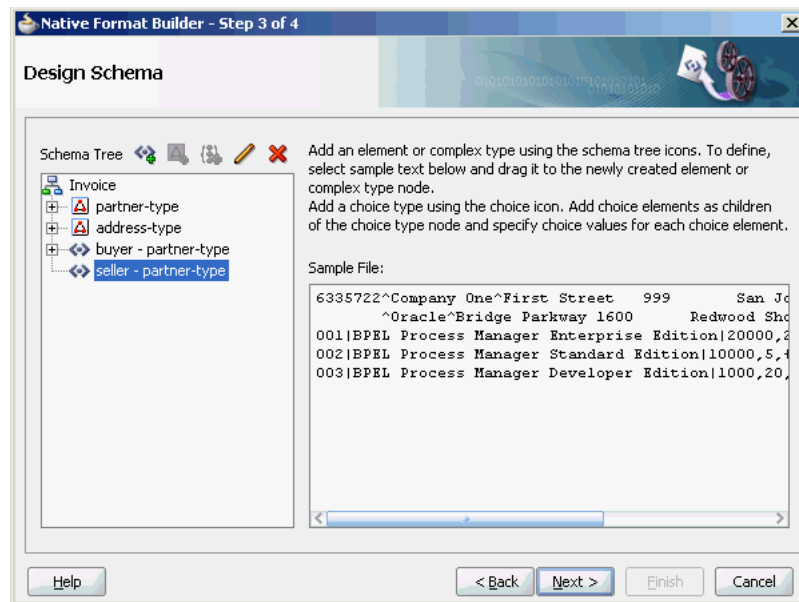 Native Format Builder - Step 3 of 4
Design Schema
Schema Tree
Invoice
partner-type
address-type
buyer - partner-type
seller - partner-type
Add an element or complex type using the schema tree icons. To define,
select sample text below and drag it to the newly created element or
complex type node.
Add a choice type using the choice icon. Add choice elements as children
of the choice type node and specify choice values for each choice element.
Sample File:
6335722^Company One^First Street 999 San Jo
^Oracle^Bridge Parkway 1600 Redwood Sho
001|BPEL Process Manager Enterprise Edition|20000,2
002|BPEL Process Manager Standard Edition|10000,5,+
003|BPEL Process Manager Developer Edition|1000,20,
Help
< Back
Next >
Finish
Cancel